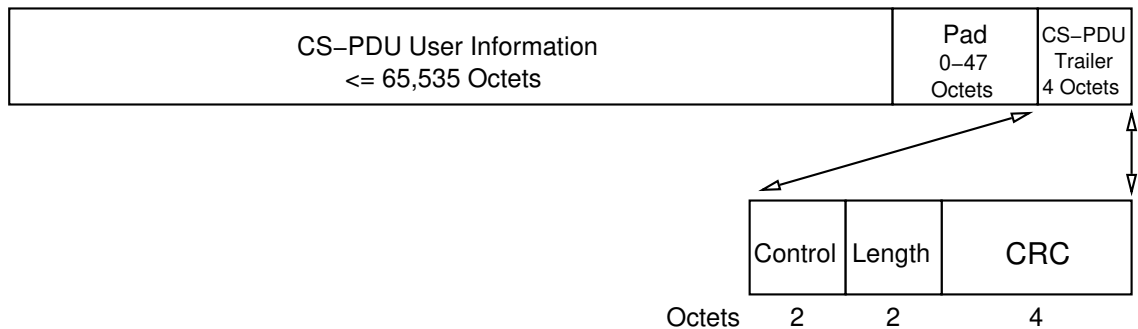 CS−PDU User Information
<= 65,535 Octets
Pad
0−47
Octets
CS−PDU
Trailer
4 Octets
Control
Length
CRC
Octets 2 2 4